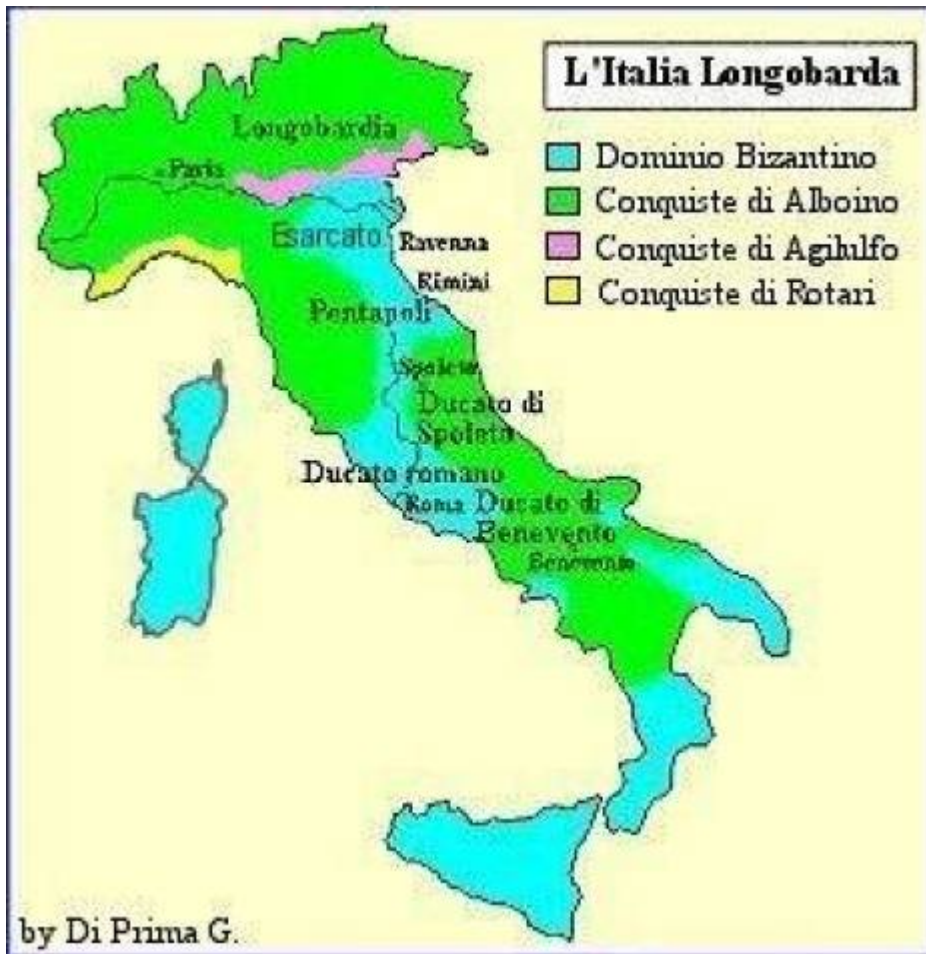 L'Italia Longobarda
Dominio Bizantino
Conquiste di Alboino
Conquiste di Agilulfo
Conquiste di Rotari
Longobardia
Pavia
Esarcato
Ravenna
Rimini
Pentapoli
Spoleto
Ducato di
Spoleto
Ducato romano
Roma
Ducato di
Benevento
Benevento
by Di Prima G.